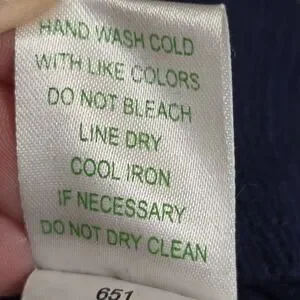 HAND WASH COLD
WITH LIKE COLORS
DO NOT BLEACH
LINE DRY
COOL IRON
IF NECESSARY
DO NOT DRY CLEAN
651